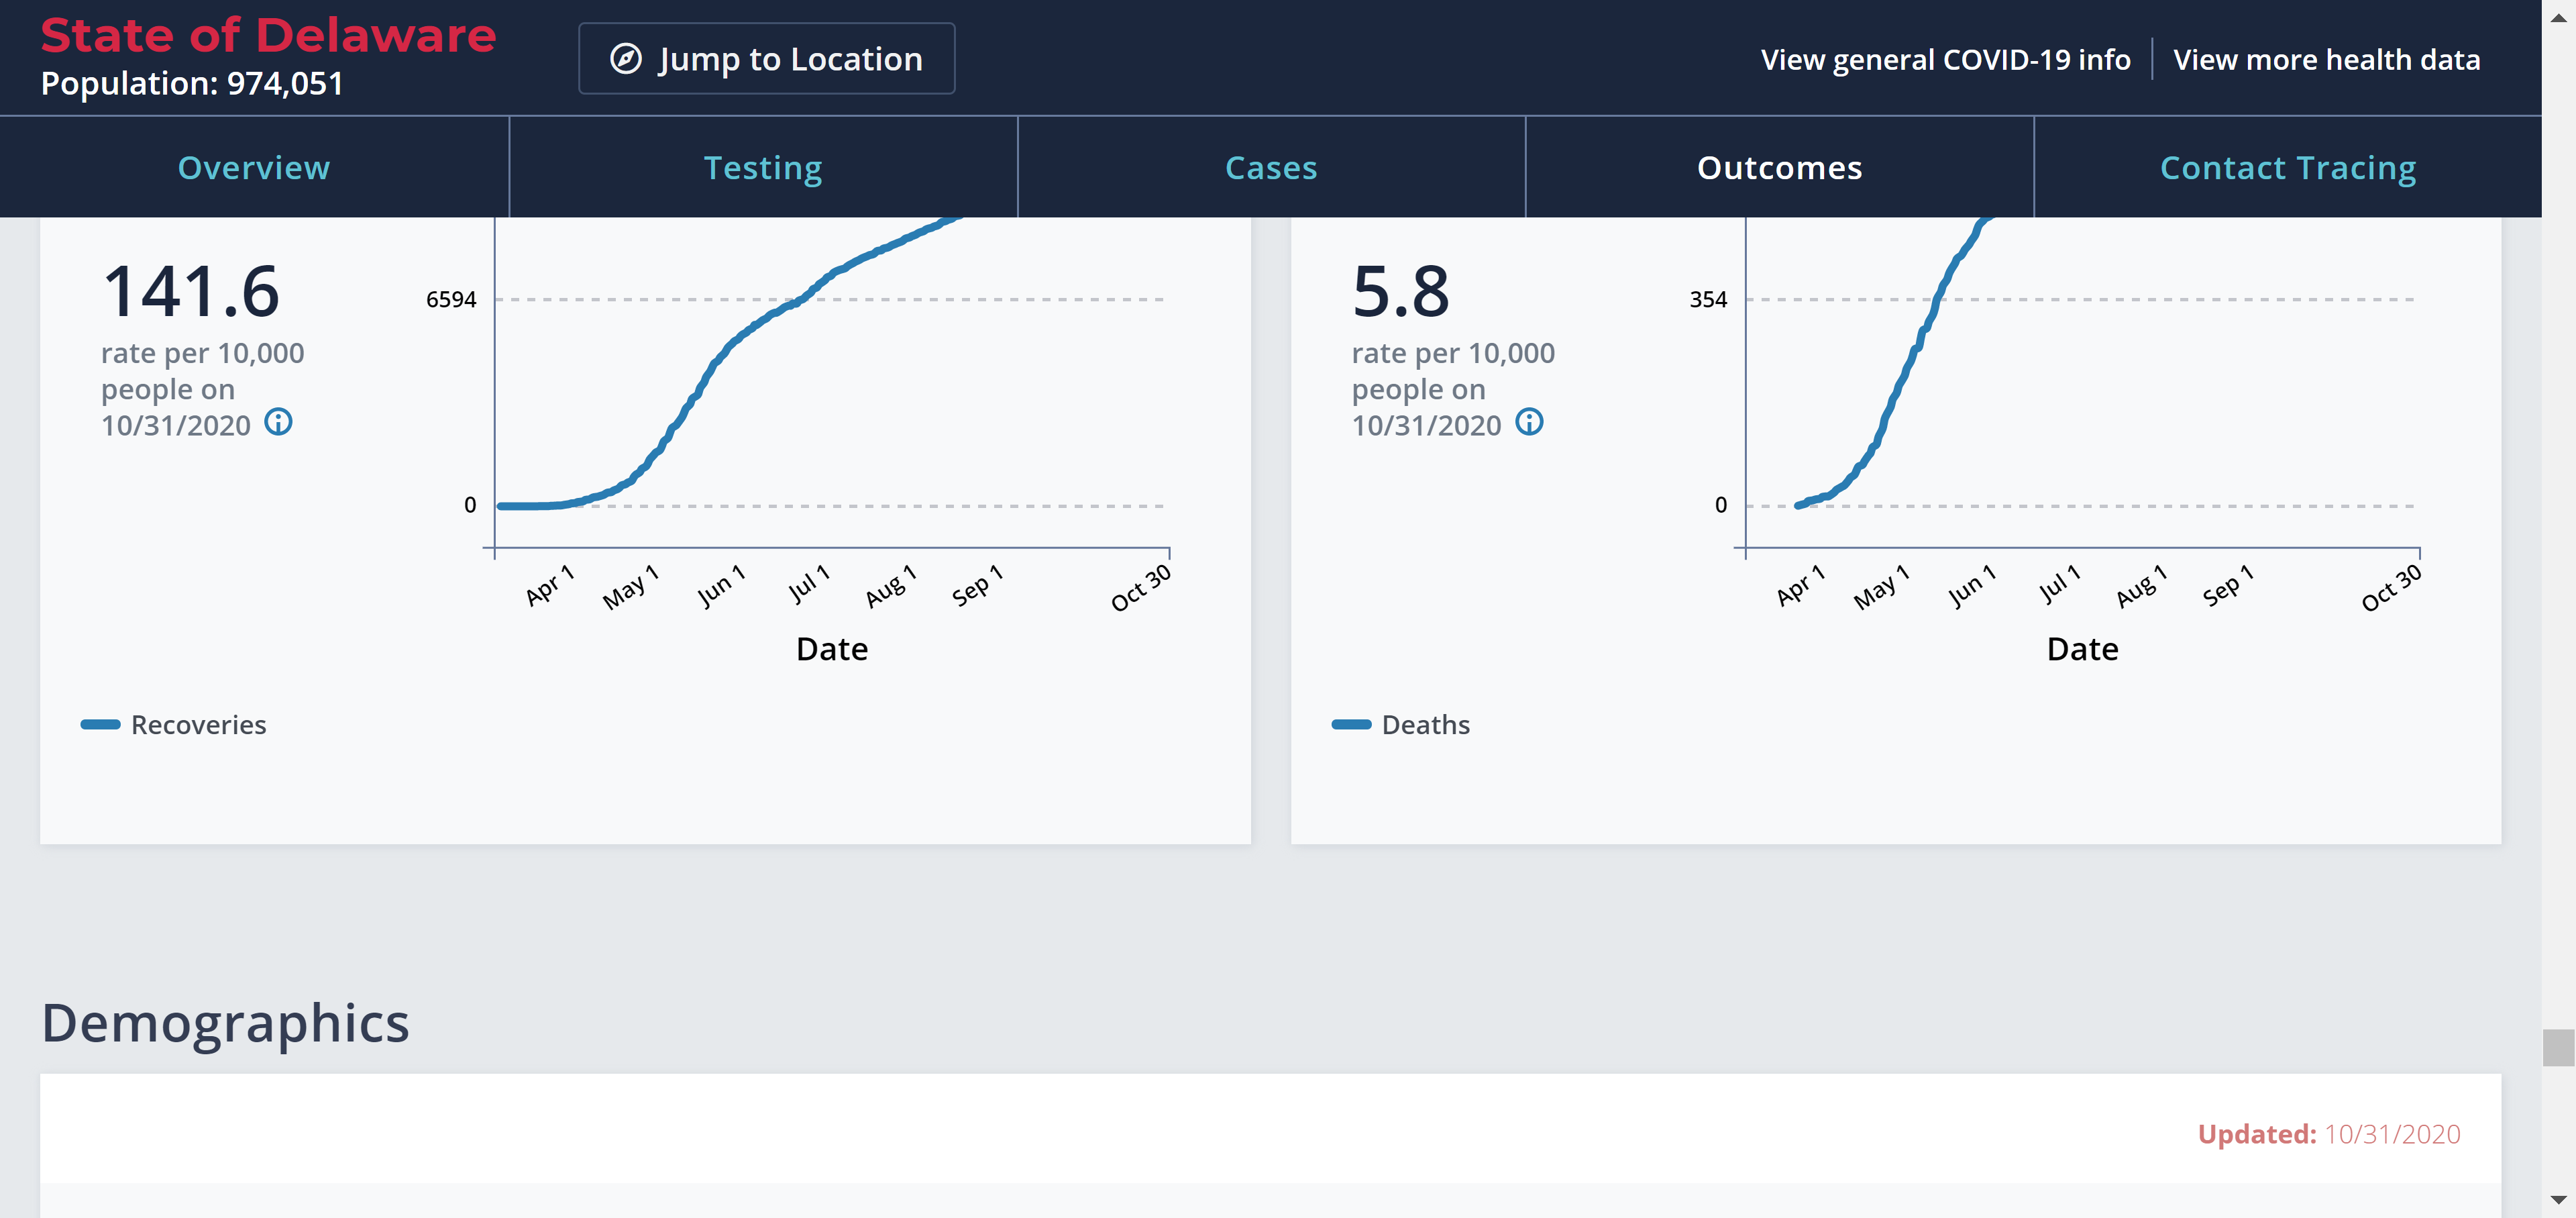 State of Delaware
Population: 974,051
Jump to Location
View general COVID-19 info
View more health data
Overview
Testing
Cases
Outcomes
Contact Tracing
141.6
rate per 10,000
people on
10/31/2020
6594
0
Apr 1
May 1
Jun 1
Jul 1
Aug 1
Sep 1
Oct 30
Date
Recoveries
5.8
rate per 10,000
people on
10/31/2020
354
0
Apr 1
May 1
Jun 1
Jul 1
Aug 1
Sep 1
Oct 30
Date
Deaths
Demographics
Updated: 10/31/2020